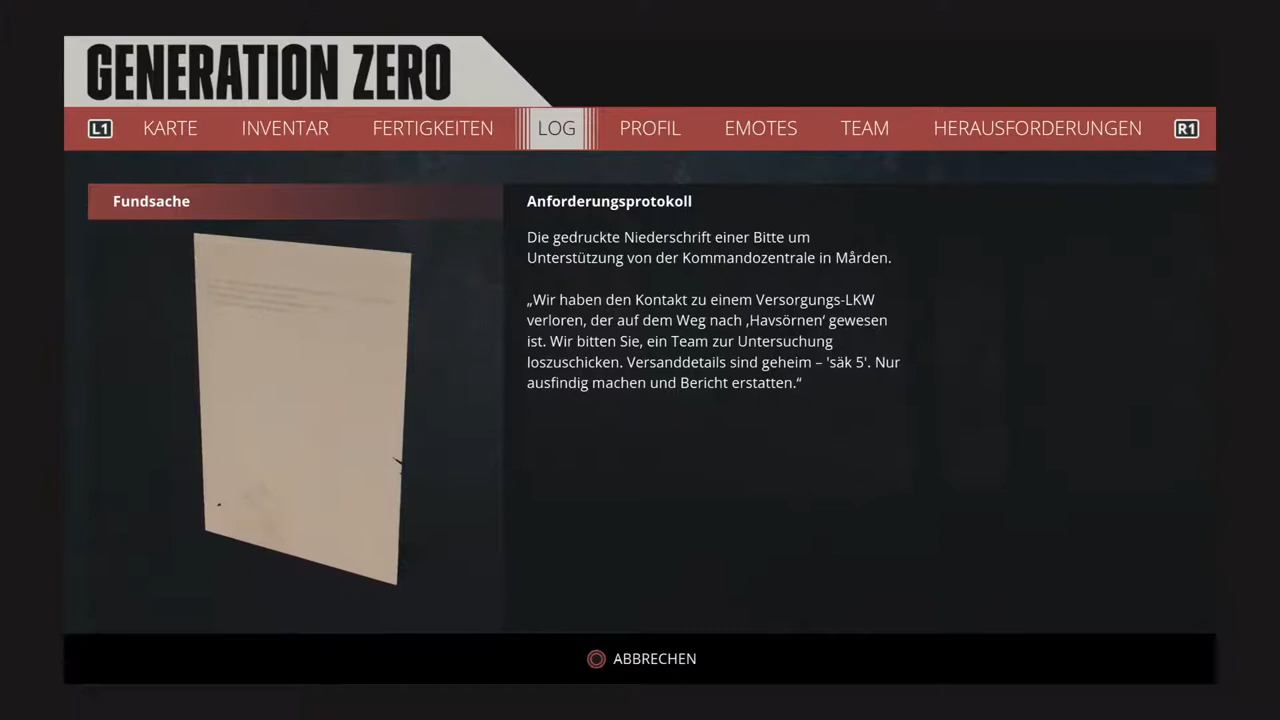 GENERATION ZERO
L1 KARTE INVENTAR FERTIGKEITEN LOG PROFIL EMOTES TEAM HERAUSFORDERUNGEN R1
Fundsache
Anforderungsprotokoll
Die gedruckte Niederschrift einer Bitte um
Unterstützung von der Kommandozentrale in Mården.
„Wir haben den Kontakt zu einem Versorgungs-LKW
verloren, der auf dem Weg nach ‚Havsörnen‘ gewesen
ist. Wir bitten Sie, ein Team zur Untersuchung
loszuschicken. Versanddetails sind geheim – 'säk 5'. Nur
ausfindig machen und Bericht erstatten.“
ABBRECHEN